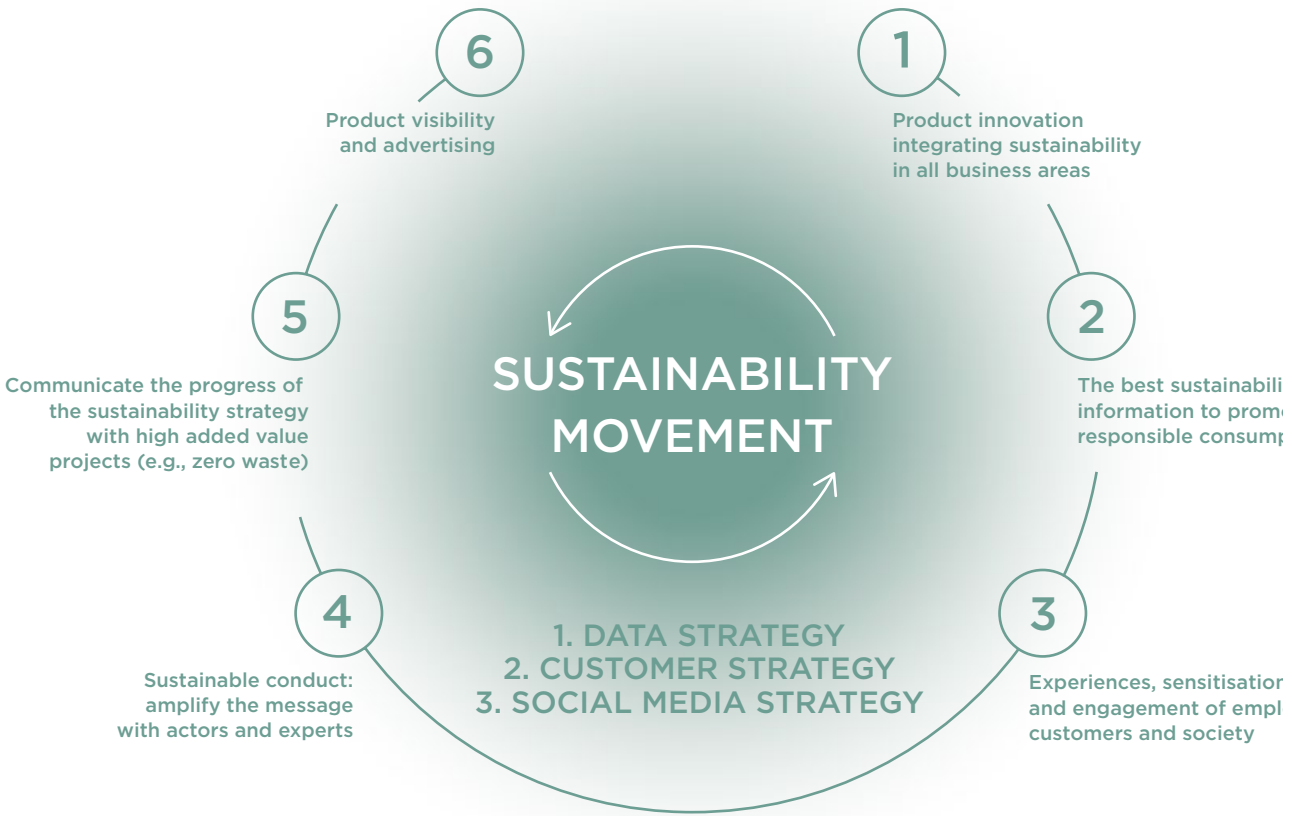 6
Product visibility
and advertising
1
Product innovation
integrating sustainability
in all business areas
5
Communicate the progress of
the sustainability strategy
with high added value
projects (e.g., zero waste)
SUSTAINABILITY
MOVEMENT
2
The best
information to
responsible
4
Sustainable conduct:
amplify the message
with actors and experts
1. DATA STRATEGY
2. CUSTOMER STRATEGY
3. SOCIAL MEDIA STRATEGY
3
Experiences,
and engagement of
customers and society